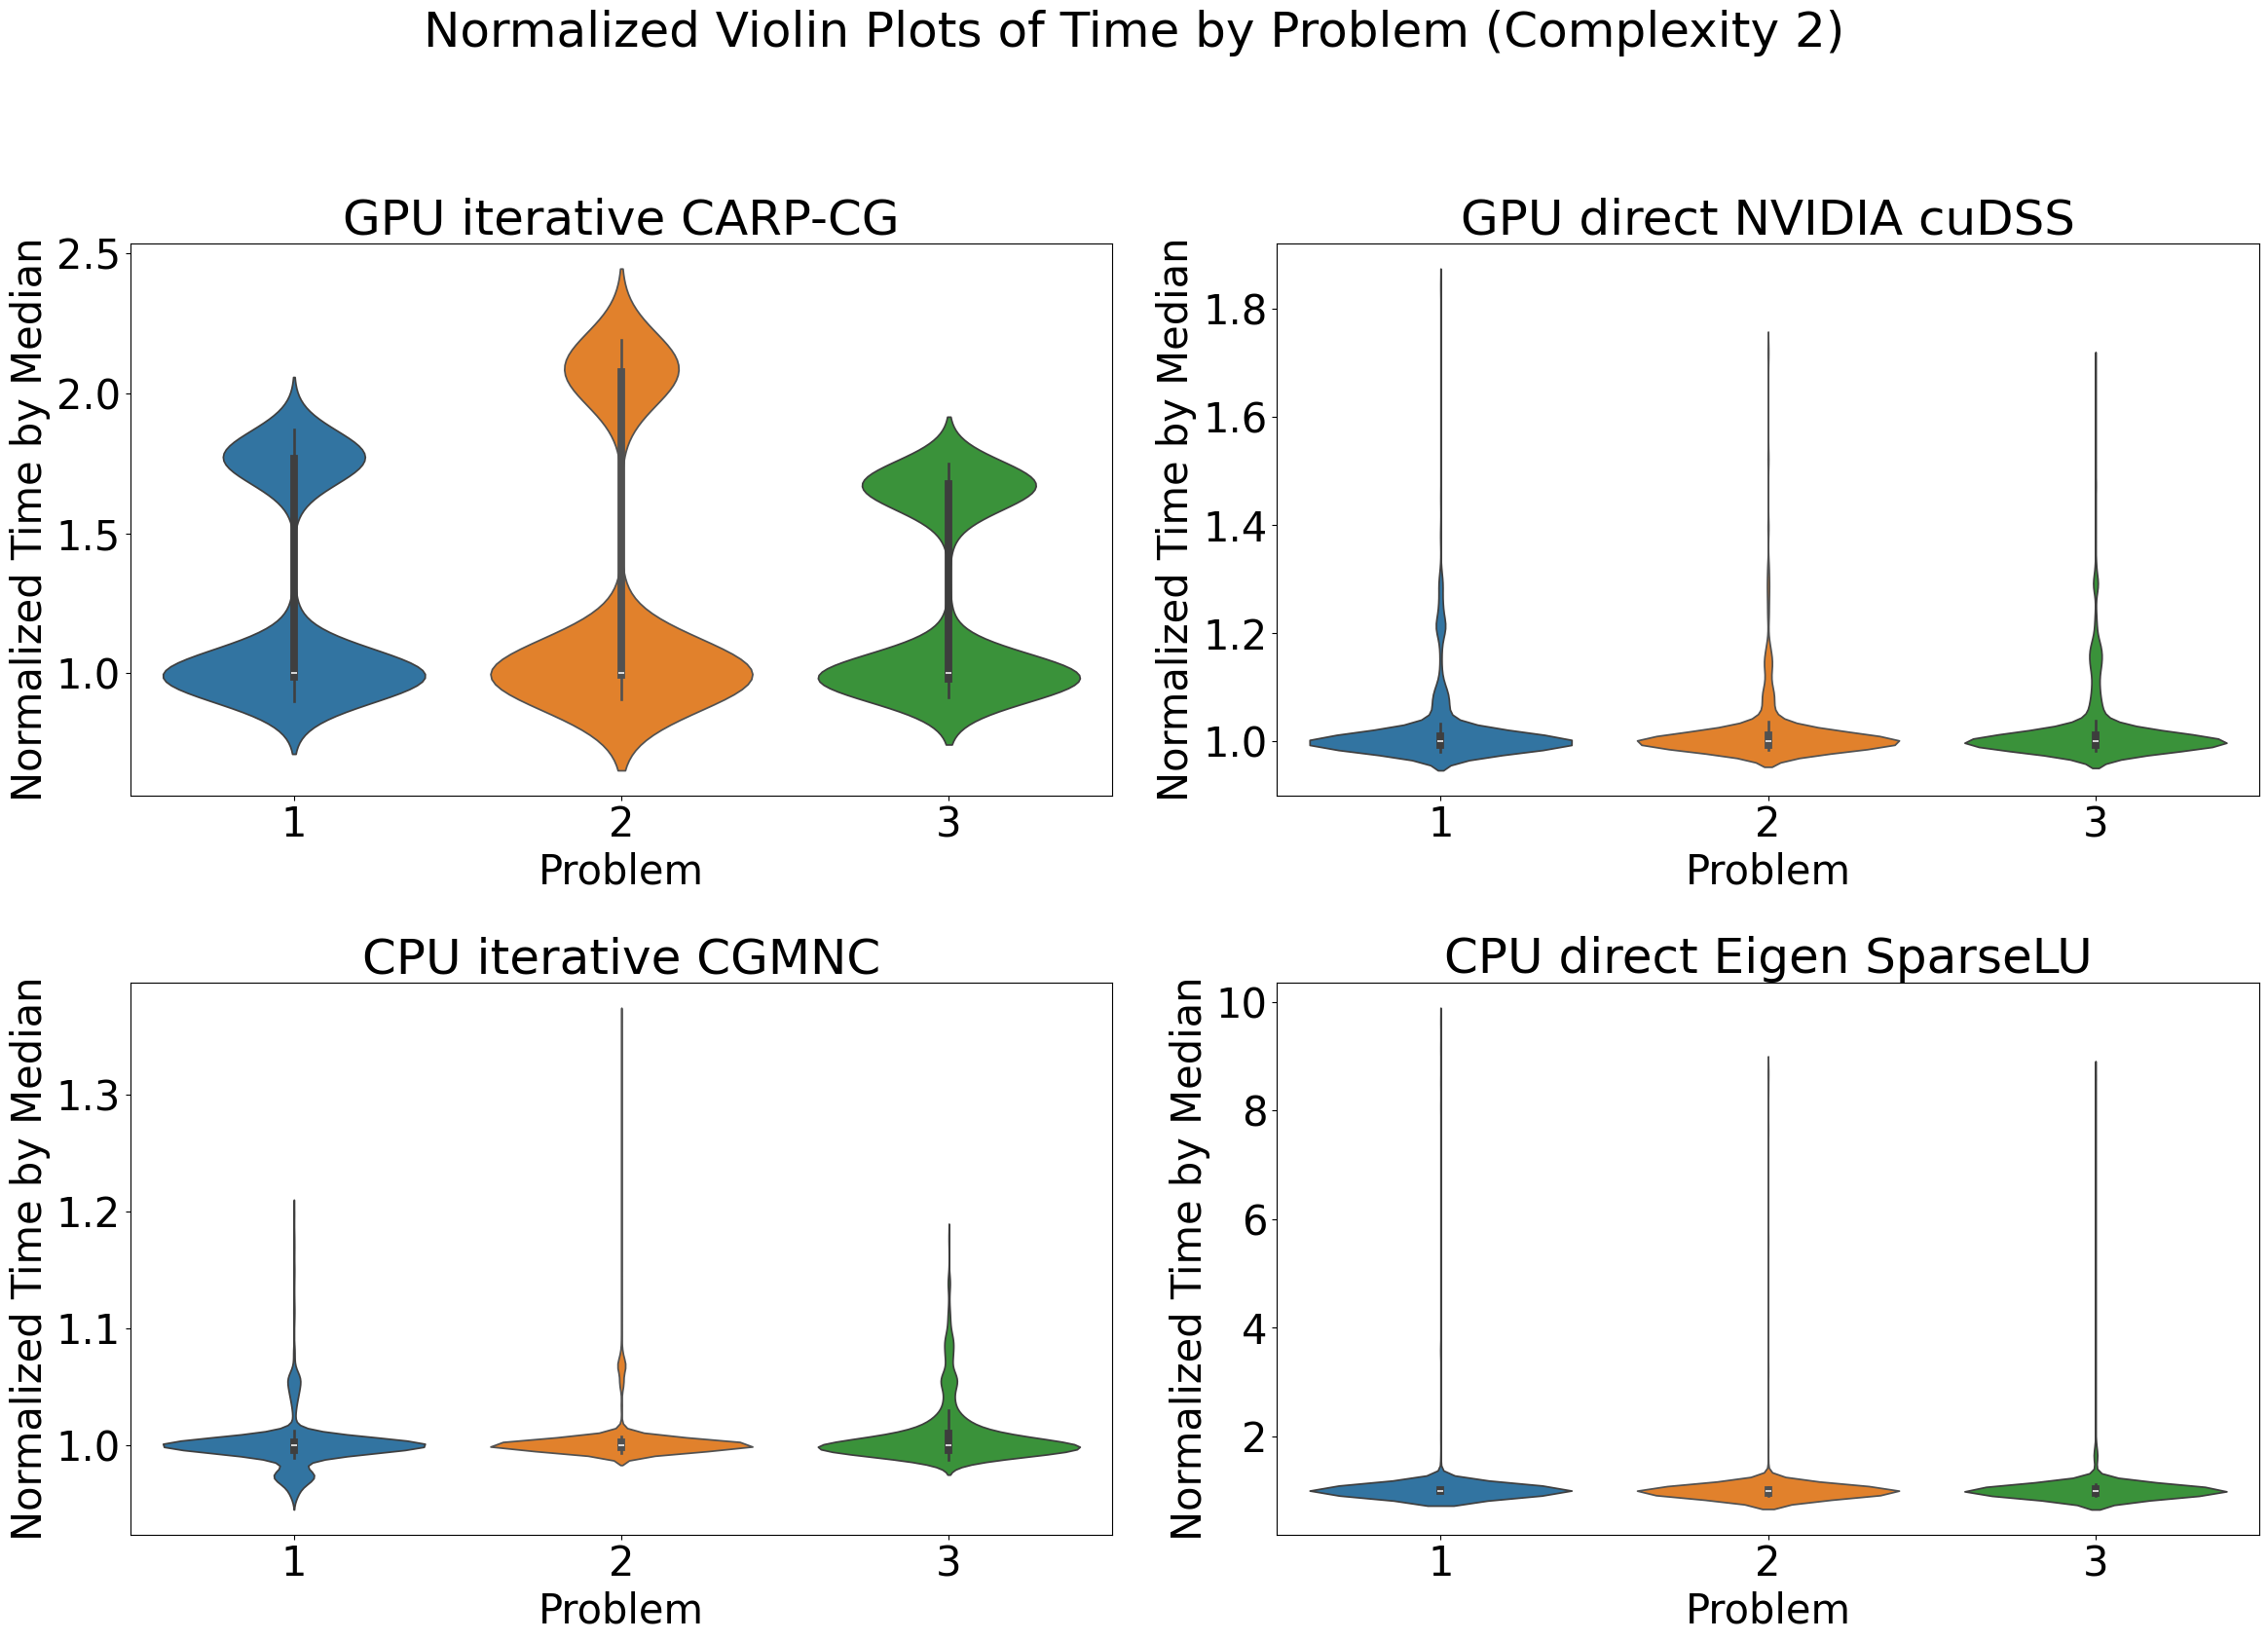 Normalized Violin Plots of Time by Problem (Complexity 2)
GPU iterative CARP-CG
Normalized Time by Median
2.5
2.0
1.5
1.0
1 2 3
Problem
GPU direct NVIDIA cuDSS
Normalized Time by Median
1.8
1.6
1.4
1.2
1.0
1 2 3
Problem
CPU iterative CGMNC
Normalized Time by Median
1.3
1.2
1.1
1.0
1 2 3
Problem
CPU direct Eigen SparseLU
Normalized Time by Median
10
8
6
4
2
1 2 3
Problem